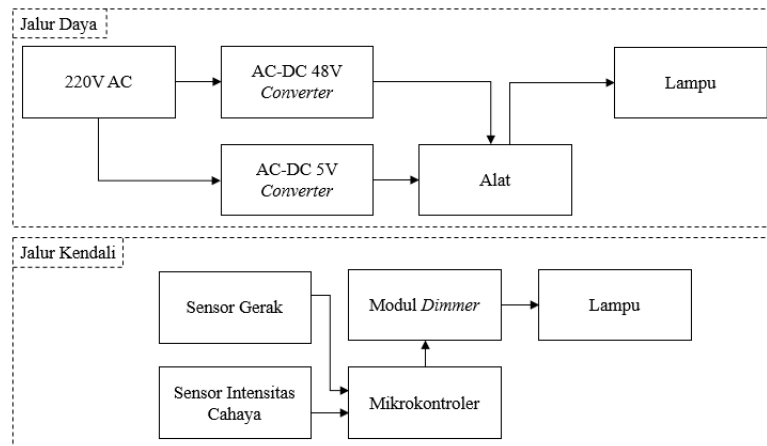 Jalur Daya
220V AC
AC-DC 48V
Converter
Lampu
AC-DC 5V
Converter
Alat
Jalur Kendali
Sensor Gerak
Modul Dimmer
Lampu
Sensor Intensitas
Cahaya
Mikrokontroler